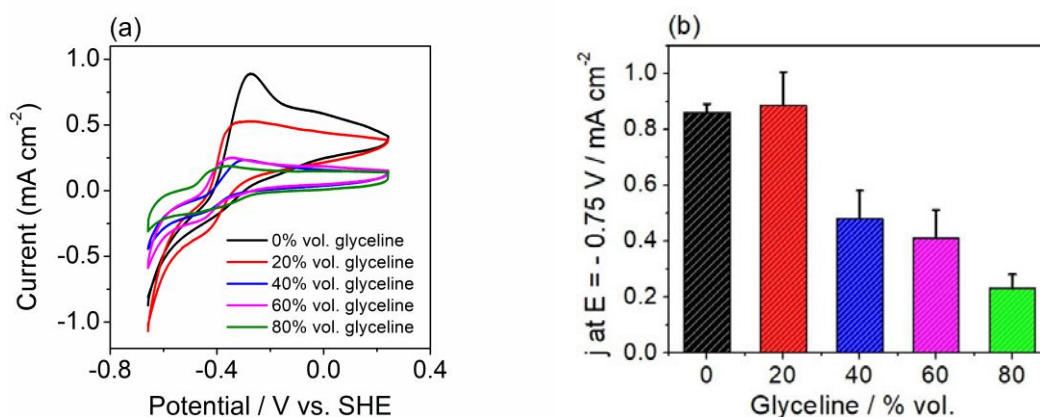 (a)
1.0
0.5
0.0
-0.5
-1.0
Current (mA cm-2)
0% vol. glyceline
20% vol. glyceline
40% vol. glyceline
60% vol. glyceline
80% vol. glyceline
-0.8 -0.4 0.0 0.4
Potential / V vs. SHE
(b)
1.0
0.8
0.6
0.4
0.2
0.0
j at E = - 0.75 V / mA cm-2
0 20 40 60 80
Glyceline / % vol.